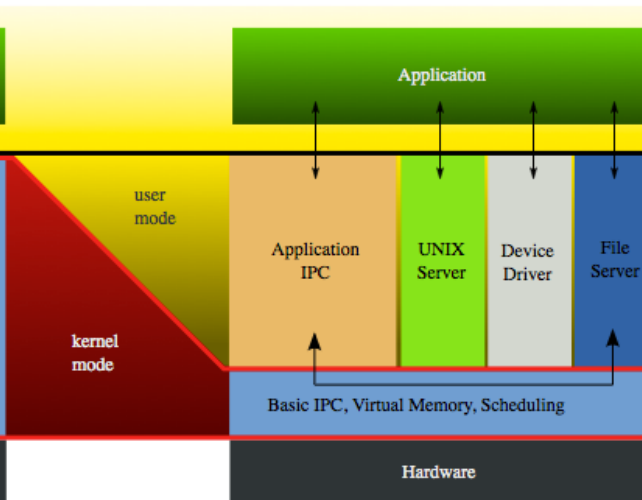 Application
user
mode
Application
IPC
UNIX
Server
Device
Driver
File
Server
kernel
mode
Basic IPC, Virtual Memory, Scheduling
Hardware